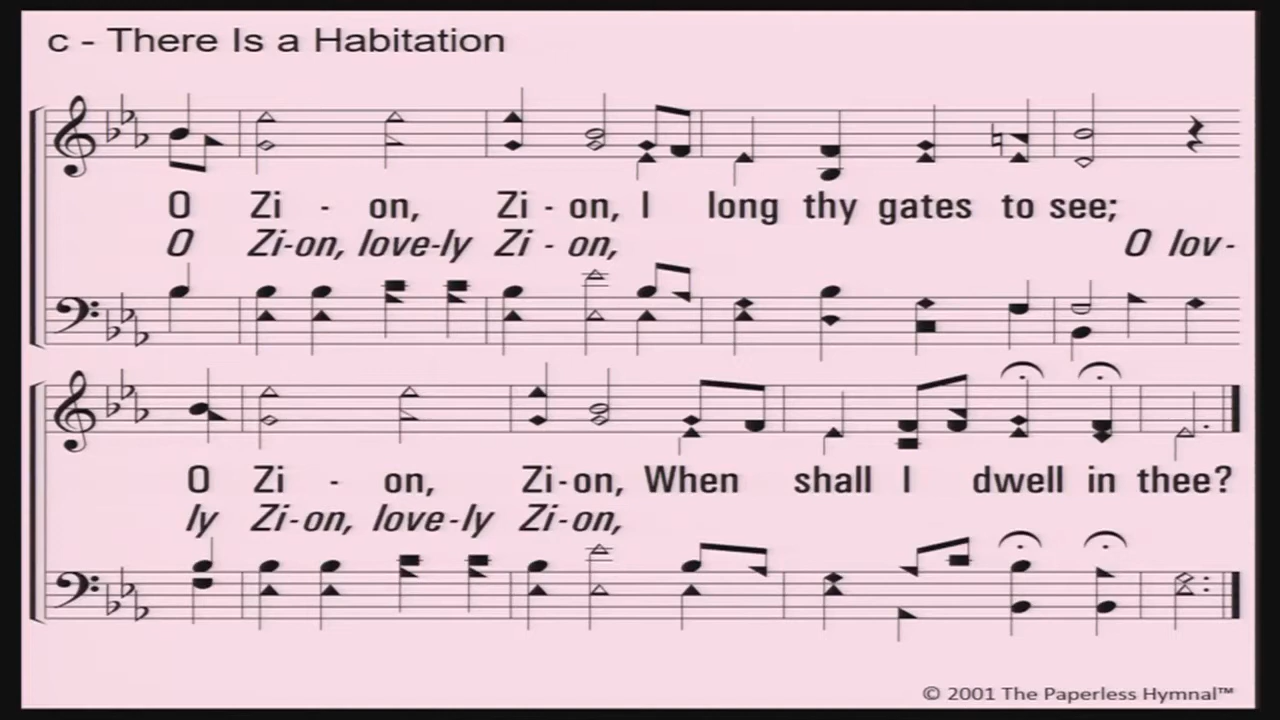 c - There Is a Habitation
O Zi - on, Zi - on, I long thy gates to see;
O Zi-on, love-ly Zi - on, O lov-
O Zi - on, Zi-on, When shall I dwell in thee?
ly Zi-on, love-ly Zi-on,
© 2001 The Paperless Hymnal™